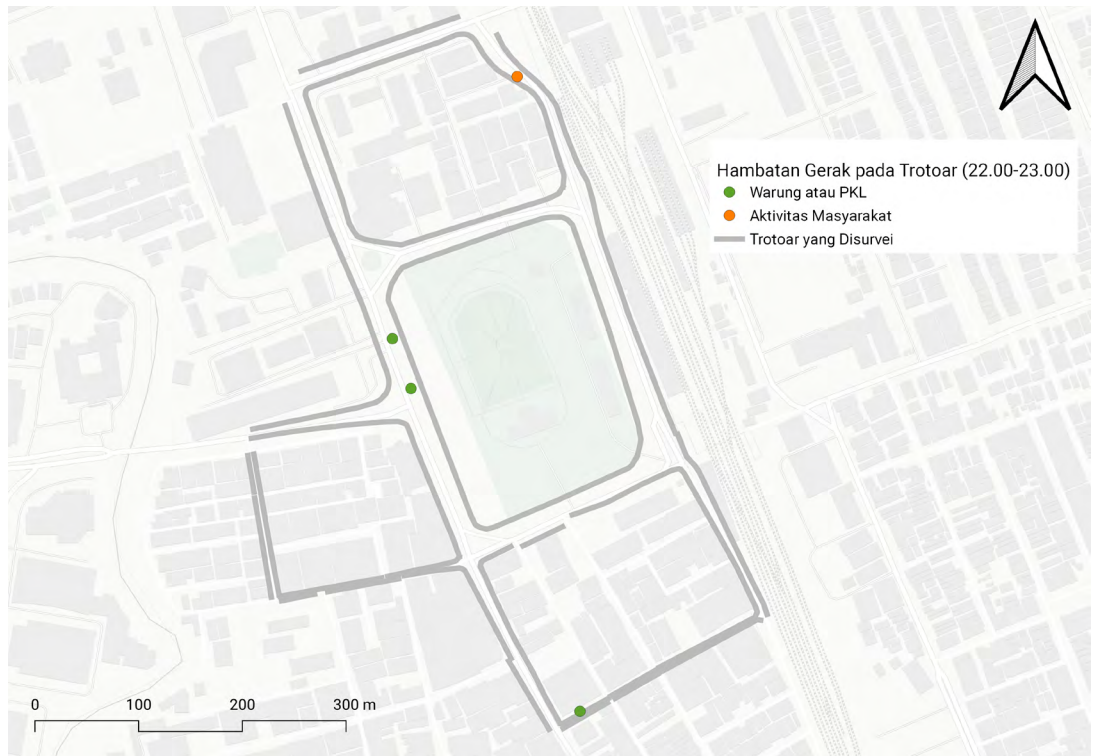 Hambatan Gerak pada Trotoar (22.00-23.00)
Warung atau PKL
Aktivitas Masyarakat
Trotoar yang Disurvei
0 100 200 300 m